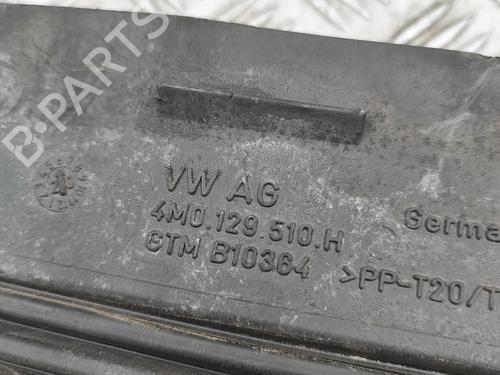 B-PARTS
VW AG
4M0.129.510.H
Germa
GTM B10364 >PP-T20/T